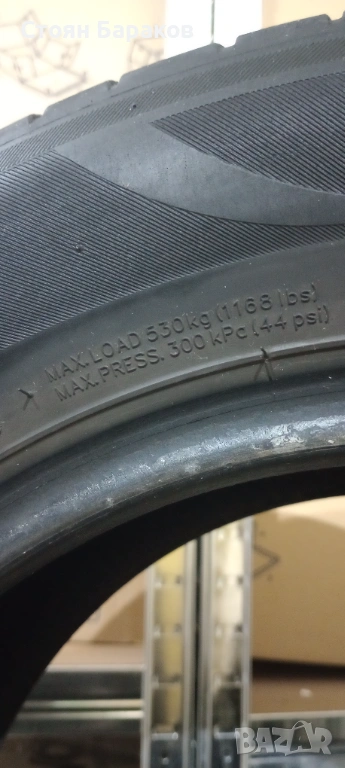 Стоян Бараков
MAX. LOAD 530kg (1168 lbs)
MAX. PRESS. 300 kPa (44 psi)
BAZAR